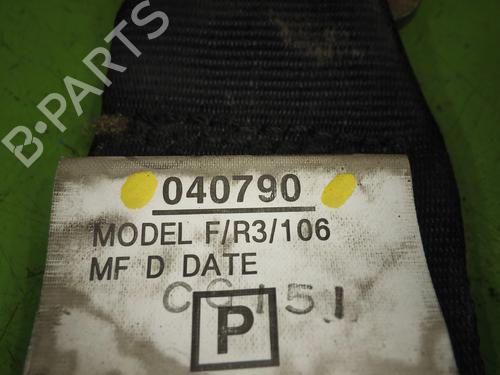 B-PARTS
040790
MODEL F/R3/106
MF D DATE
P